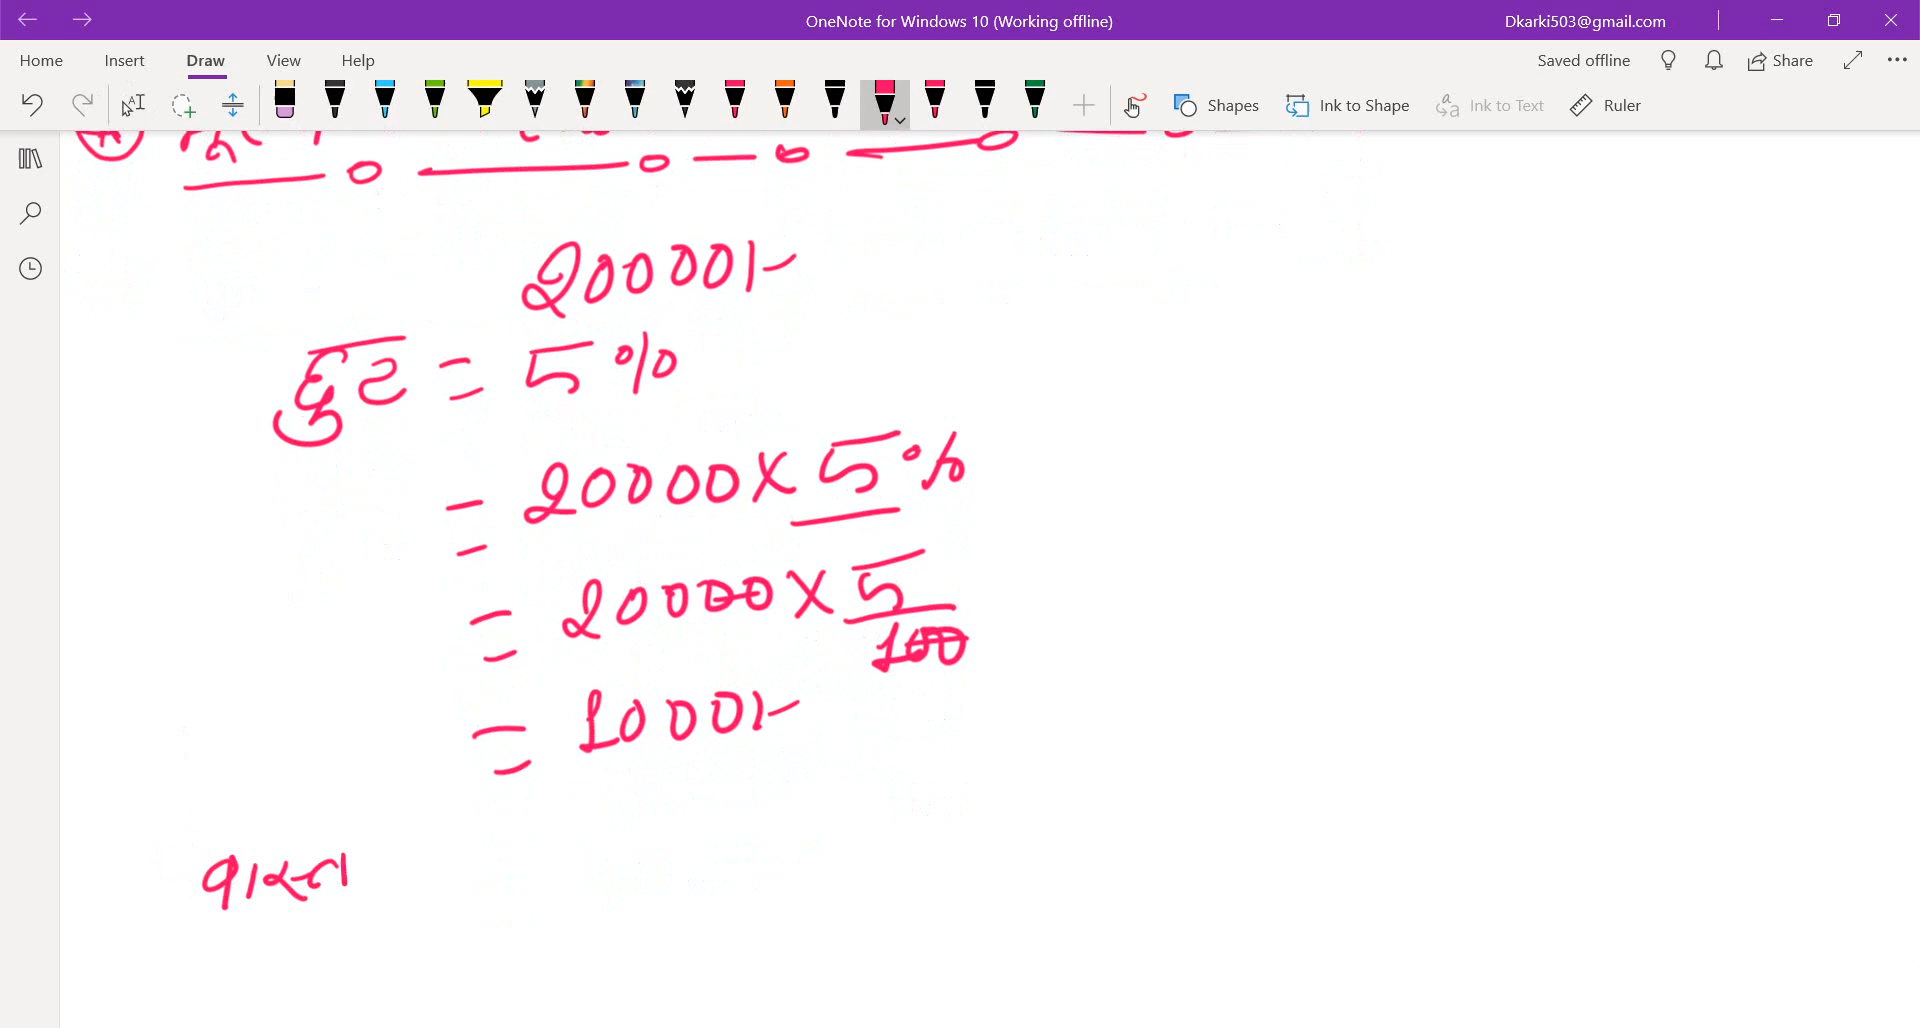 OneNote for Windows 10 (Working offline)
Dkarki503@gmail.com
Home Insert Draw View Help
Saved offline Share
Shapes Ink to Shape Ink to Text Ruler
20000/-
छुट = 5%
= 20000 × 5%
= 20000 × 5/100
= 1000/-